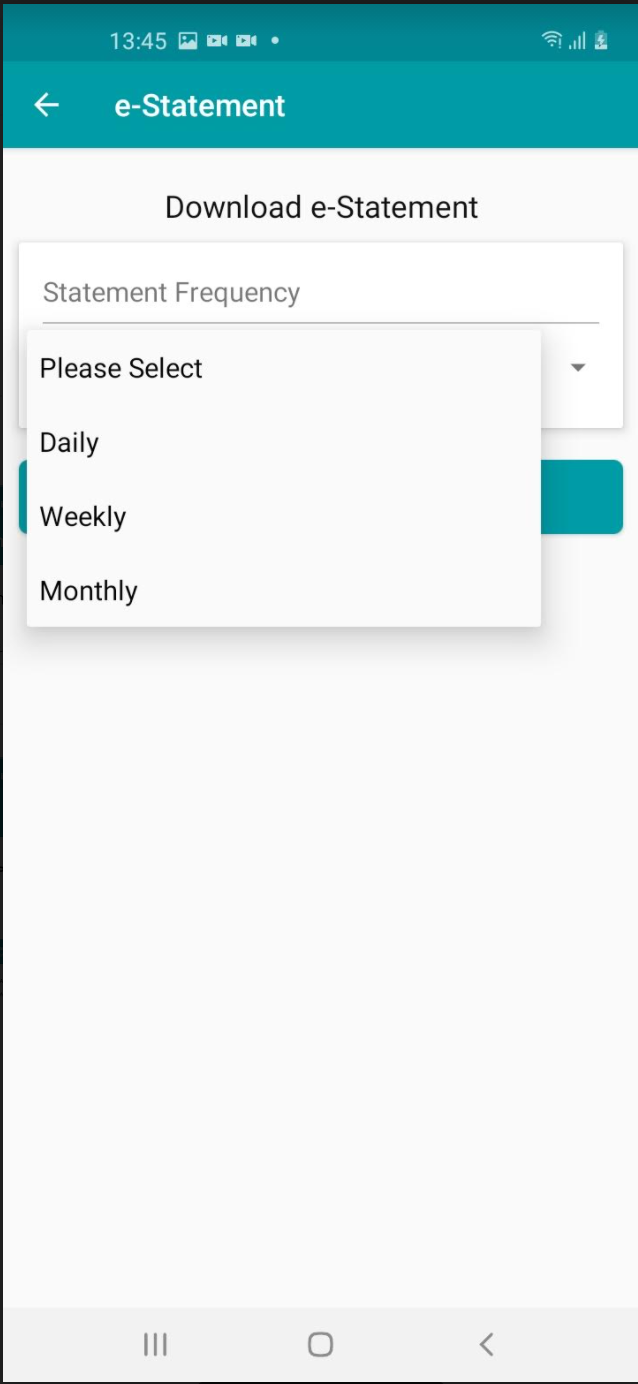 13:45
e-Statement
Download e-Statement
Statement Frequency
Please Select
Daily
Weekly
Monthly